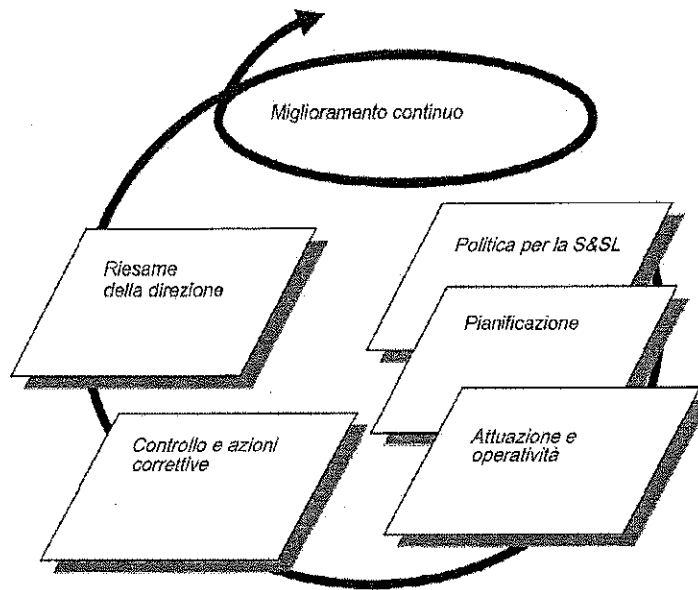 Miglioramento continuo
Politica per la S&SL
Riesame
della direzione
Pianificazione
Controllo e azioni
correttive
Attuazione e
operatività